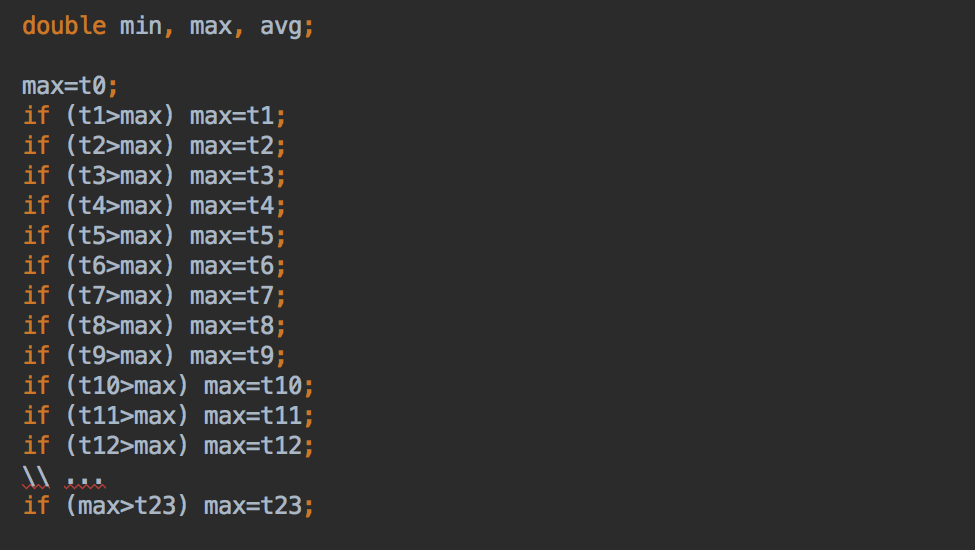 double min, max, avg;
max=t0;
if (t1>max) max=t1;
if (t2>max) max=t2;
if (t3>max) max=t3;
if (t4>max) max=t4;
if (t5>max) max=t5;
if (t6>max) max=t6;
if (t7>max) max=t7;
if (t8>max) max=t8;
if (t9>max) max=t9;
if (t10>max) max=t10;
if (t11>max) max=t11;
if (t12>max) max=t12;
\\ ...
if (max>t23) max=t23;